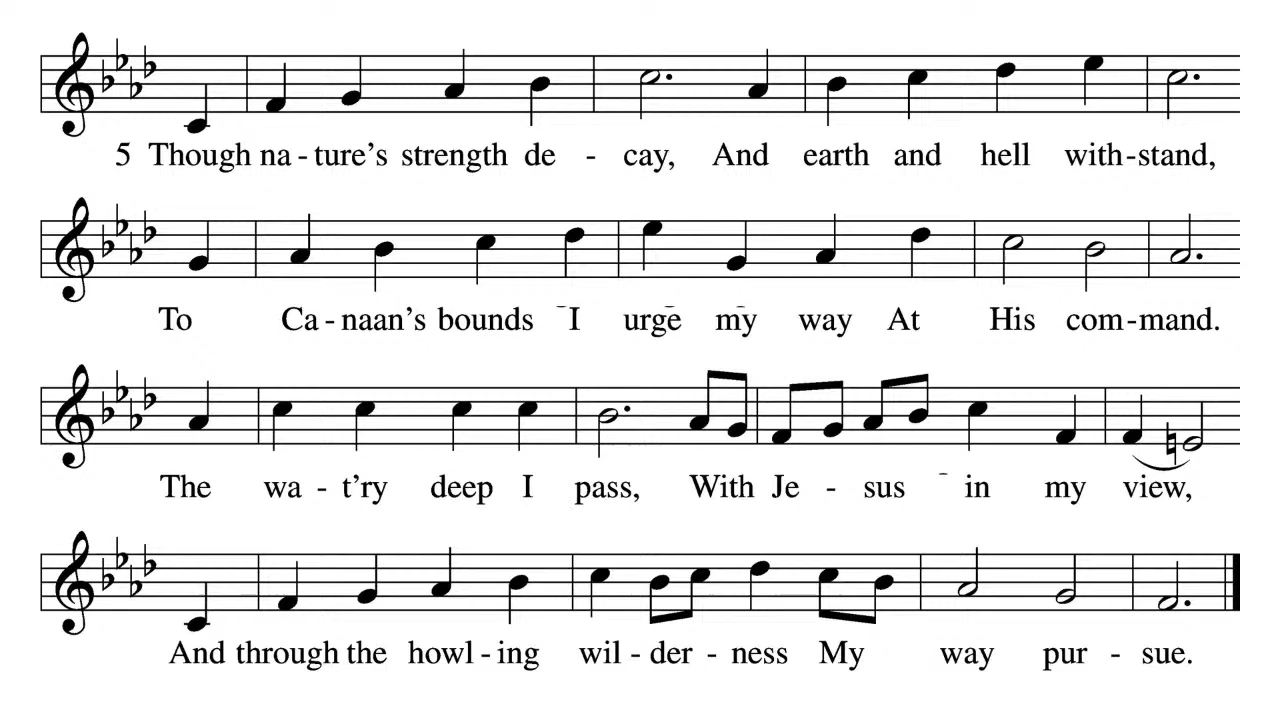 5 Though na - ture’s strength de - cay, And earth and hell with - stand,
To Ca - naan’s bounds I urge my way At His com - mand.
The wa - t’ry deep I pass, With Je - sus in my view,
And through the howl - ing wil - der - ness My way pur - sue.